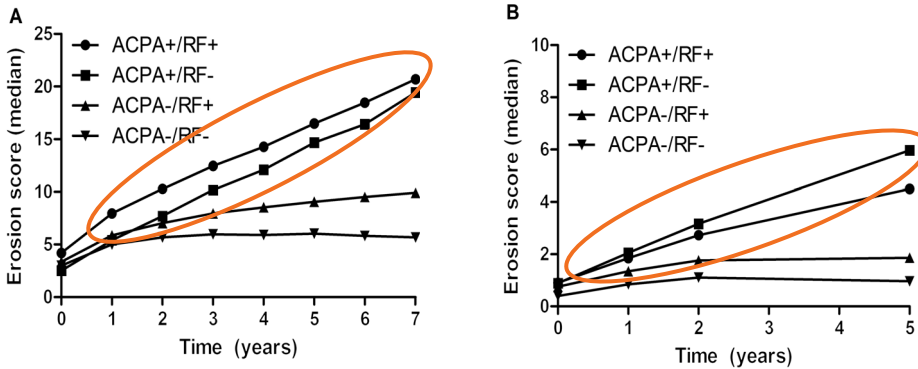 A
Erosion score (median)
25
20
15
10
5
0
ACPA+/RF+
ACPA+/RF-
ACPA-/RF+
ACPA-/RF-
0 1 2 3 4 5 6 7
Time (years)
B
Erosion score (median)
10
8
6
4
2
0
ACPA+/RF+
ACPA+/RF-
ACPA-/RF+
ACPA-/RF-
0 1 2 3 4 5
Time (years)